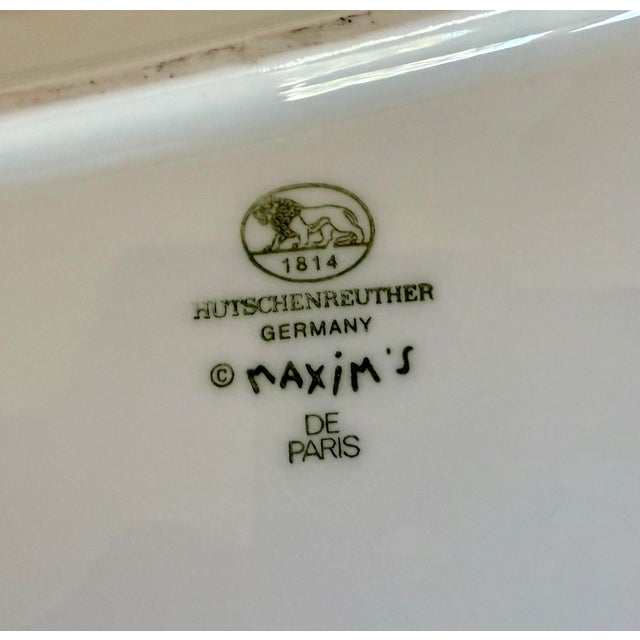 1814
HUTSCHENREUTHER
GERMANY
© MAXiM'S
DE
PARIS